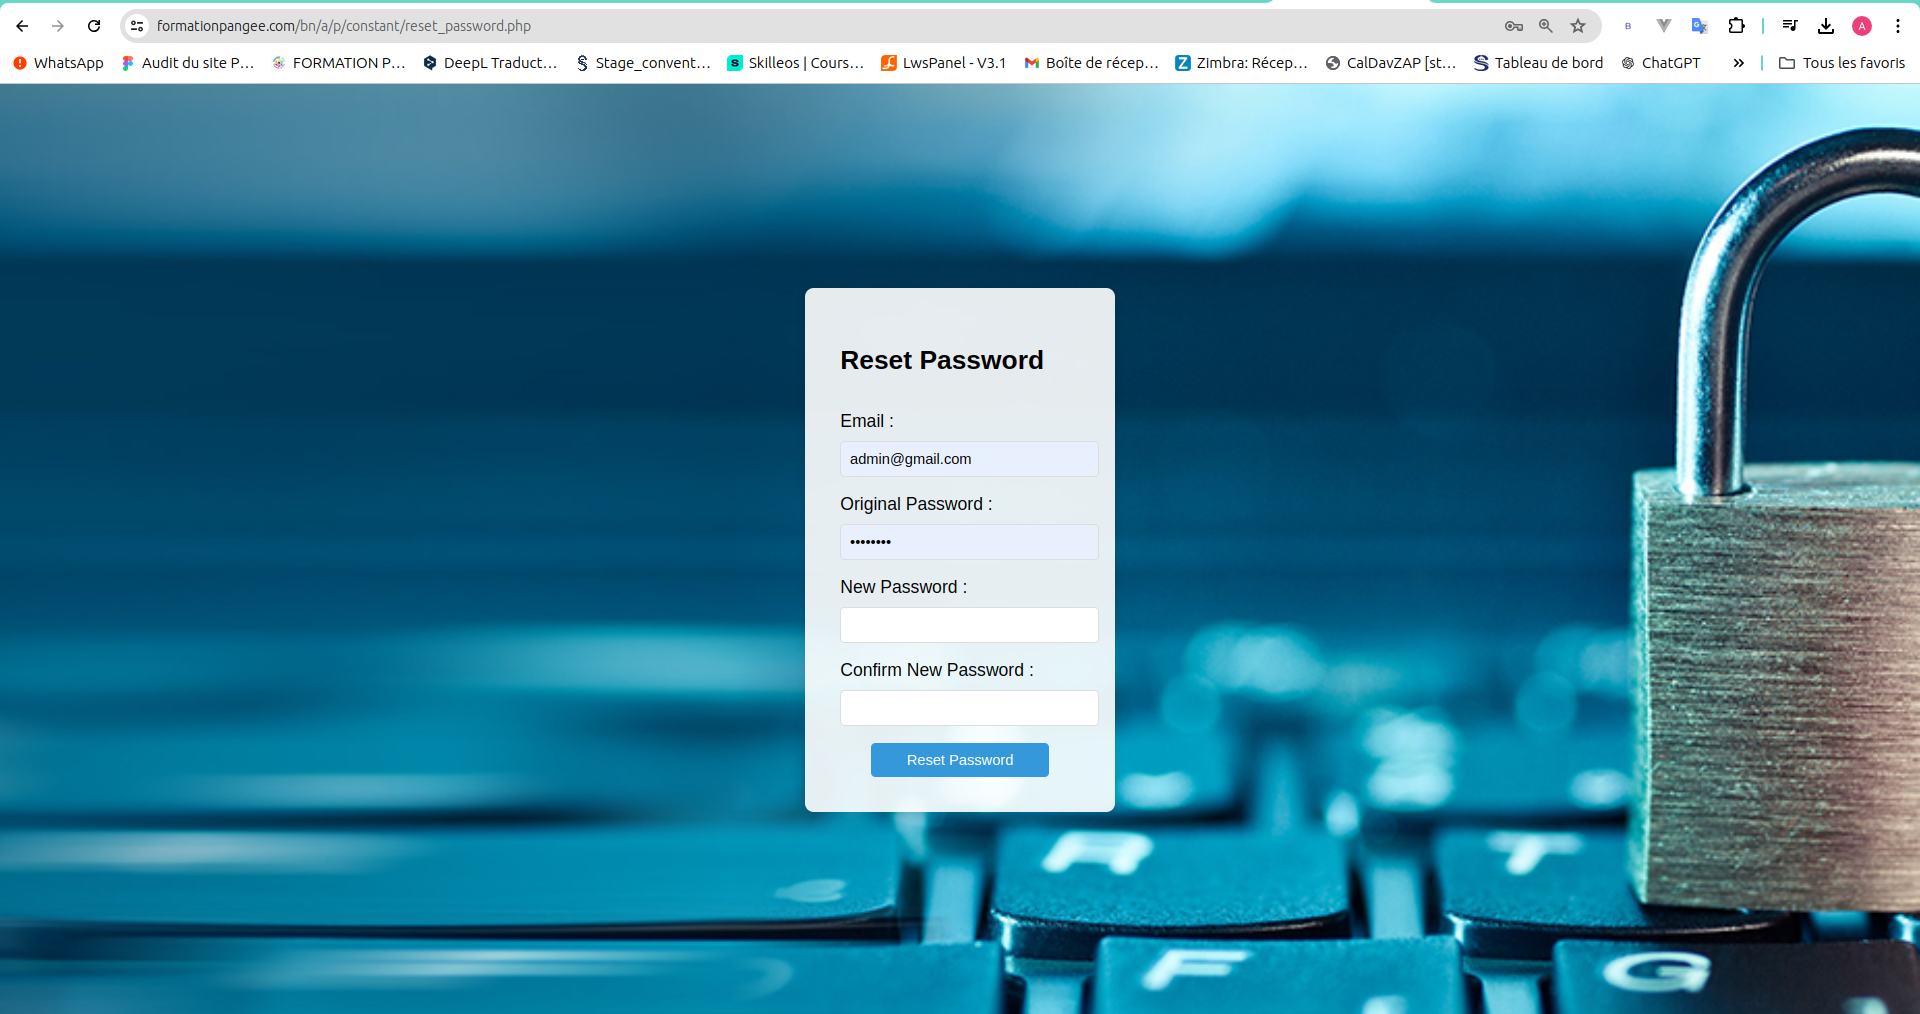 formationpangee.com/bn/a/p/constant/reset_password.php
B
A
WhatsApp
Audit du site P...
FORMATION P...
DeepL Traduct...
Stage_convent...
Skilleos | Cours...
LwsPanel - V3.1
Boîte de récep...
Zimbra: Récep...
CalDavZAP [st...
Tableau de bord
ChatGPT
Tous les favoris
Reset Password
Email :
admin@gmail.com
Original Password :
••••••••
New Password :
Confirm New Password :
Reset Password
R
T
F
G